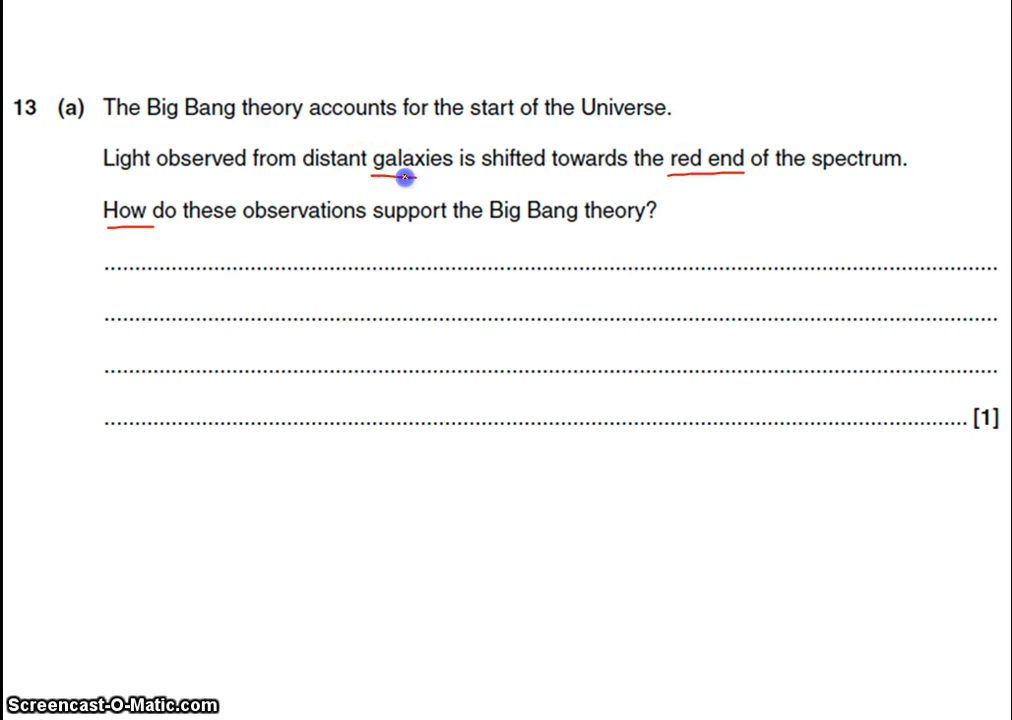 13 (a) The Big Bang theory accounts for the start of the Universe.
Light observed from distant galaxies is shifted towards the red end of the spectrum.
How do these observations support the Big Bang theory?
[1]
Screencast-O-Matic.com